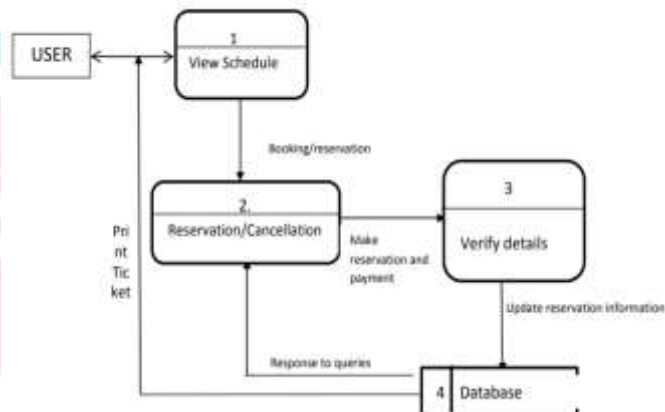 1
USER
View Schedule
Booking/reservation
3
2.
Reservation/Cancellation
Verify details
Make
reservation and
payment
Pri
nt
Tic
ket
Update reservation information
Response to queries
4 Database